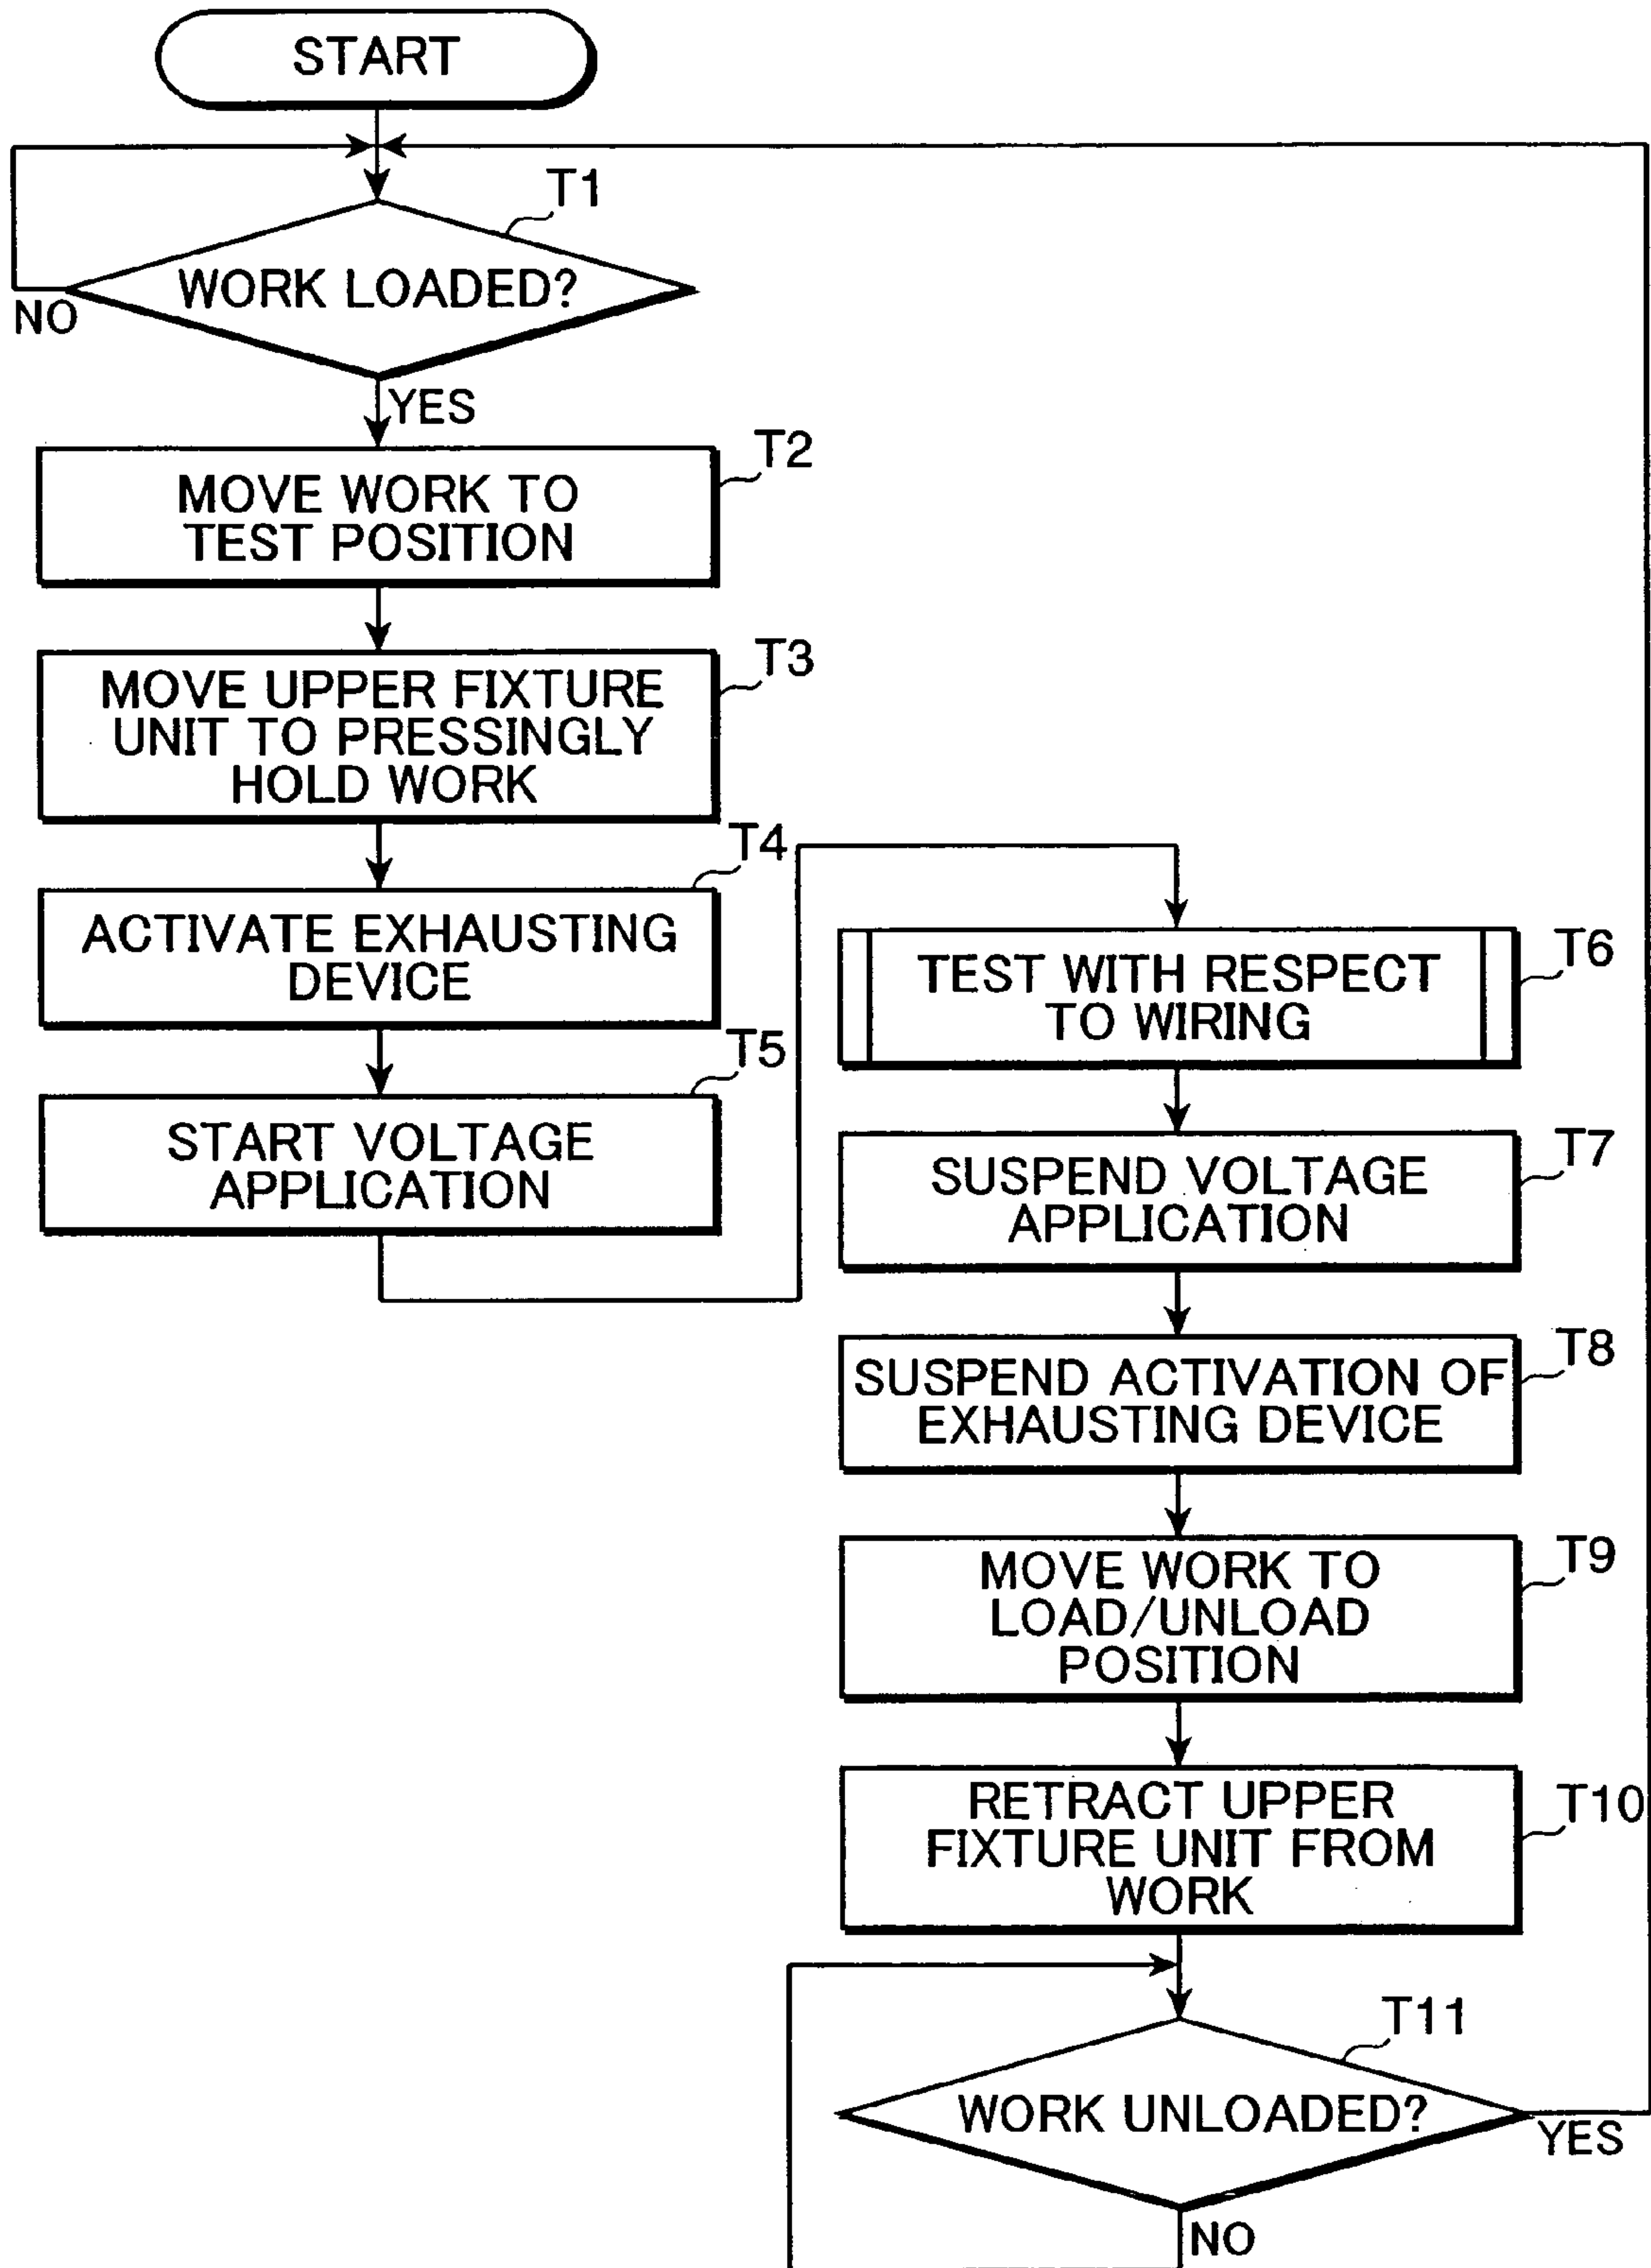 START
T1
WORK LOADED?
NO
YES
T2
MOVE WORK TO
TEST POSITION
T3
MOVE UPPER FIXTURE
UNIT TO PRESSINGLY
HOLD WORK
T4
ACTIVATE EXHAUSTING
DEVICE
T5
START VOLTAGE
APPLICATION
T6
TEST WITH RESPECT
TO WIRING
T7
SUSPEND VOLTAGE
APPLICATION
T8
SUSPEND ACTIVATION OF
EXHAUSTING DEVICE
T9
MOVE WORK TO
LOAD/UNLOAD
POSITION
T10
RETRACT UPPER
FIXTURE UNIT FROM
WORK
T11
WORK UNLOADED?
YES
NO